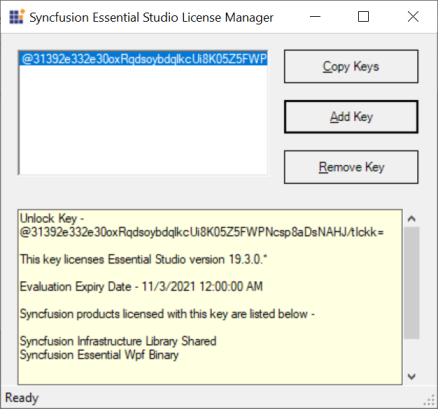 Syncfusion Essential Studio License Manager
@31392e332e30oxRqdsoybdqlkcUi8K05Z5FWP
Copy Keys
Add Key
Remove Key
Unlock Key -
@31392e332e30oxRqdsoybdqlkcUi8K05Z5FWPNcsp8aDsNAHJ/tlckk=
This key licenses Essential Studio version 19.3.0.*
Evaluation Expiry Date - 11/3/2021 12:00:00 AM
Syncfusion products licensed with this key are listed below -
Syncfusion Infrastructure Library Shared
Syncfusion Essential Wpf Binary
Ready